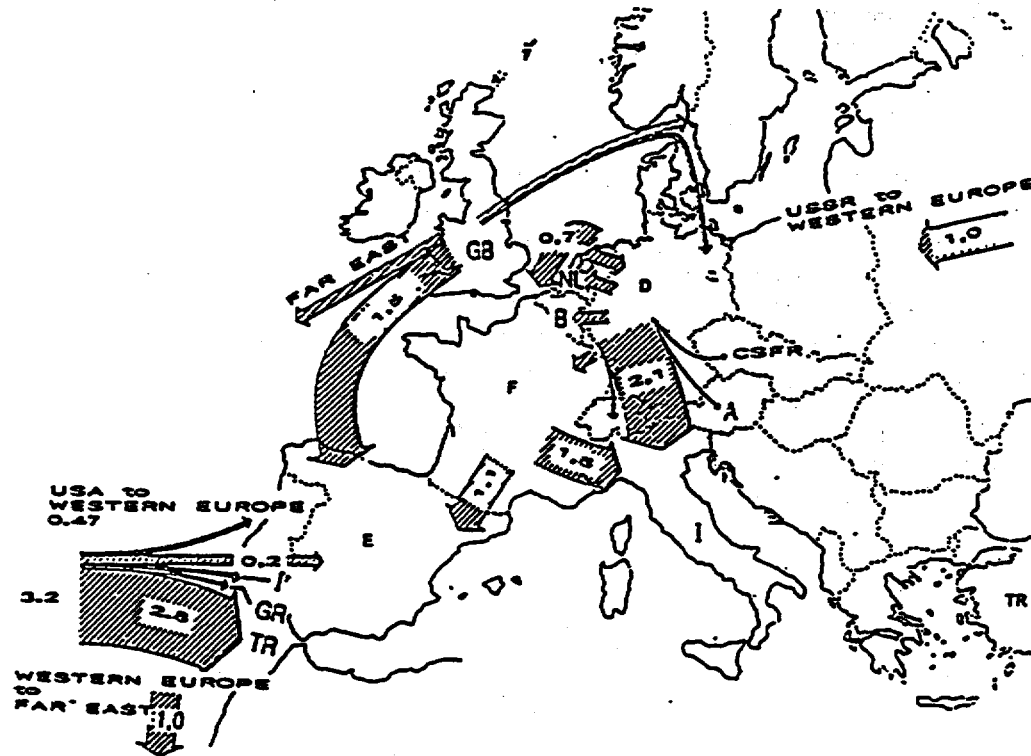 USSR TO
WESTERN EUROPE
1.0
FAR EAST
GB
0.7
NL
D
B
CSFR
2.1
A
F
I
E
1.1
USA TO
WESTERN EUROPE
0.47
0.2
3.2
GR
TR
TR
WESTERN EUROPE
TO
FAR EAST
1.0